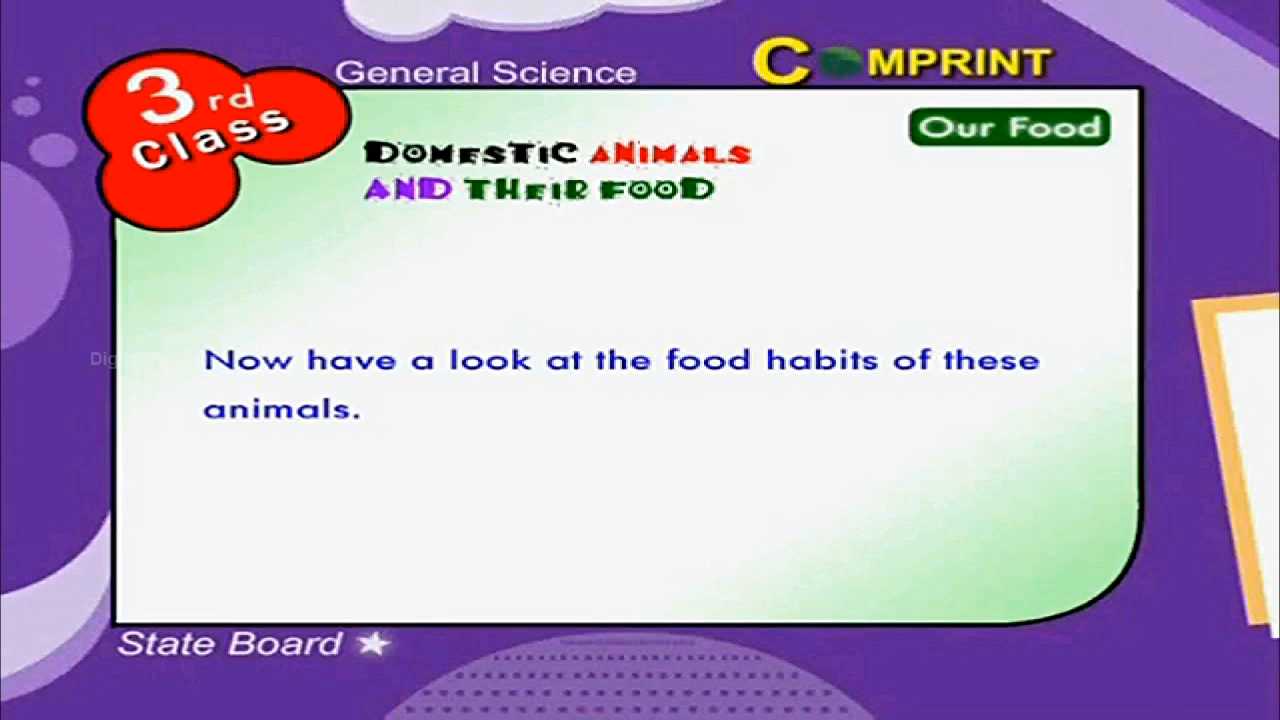 General Science
COMPRINT
3rd
Class
Our Food
DOMESTIC ANIMALS
AND THEIR FOOD
Now have a look at the food habits of these
animals.
State Board